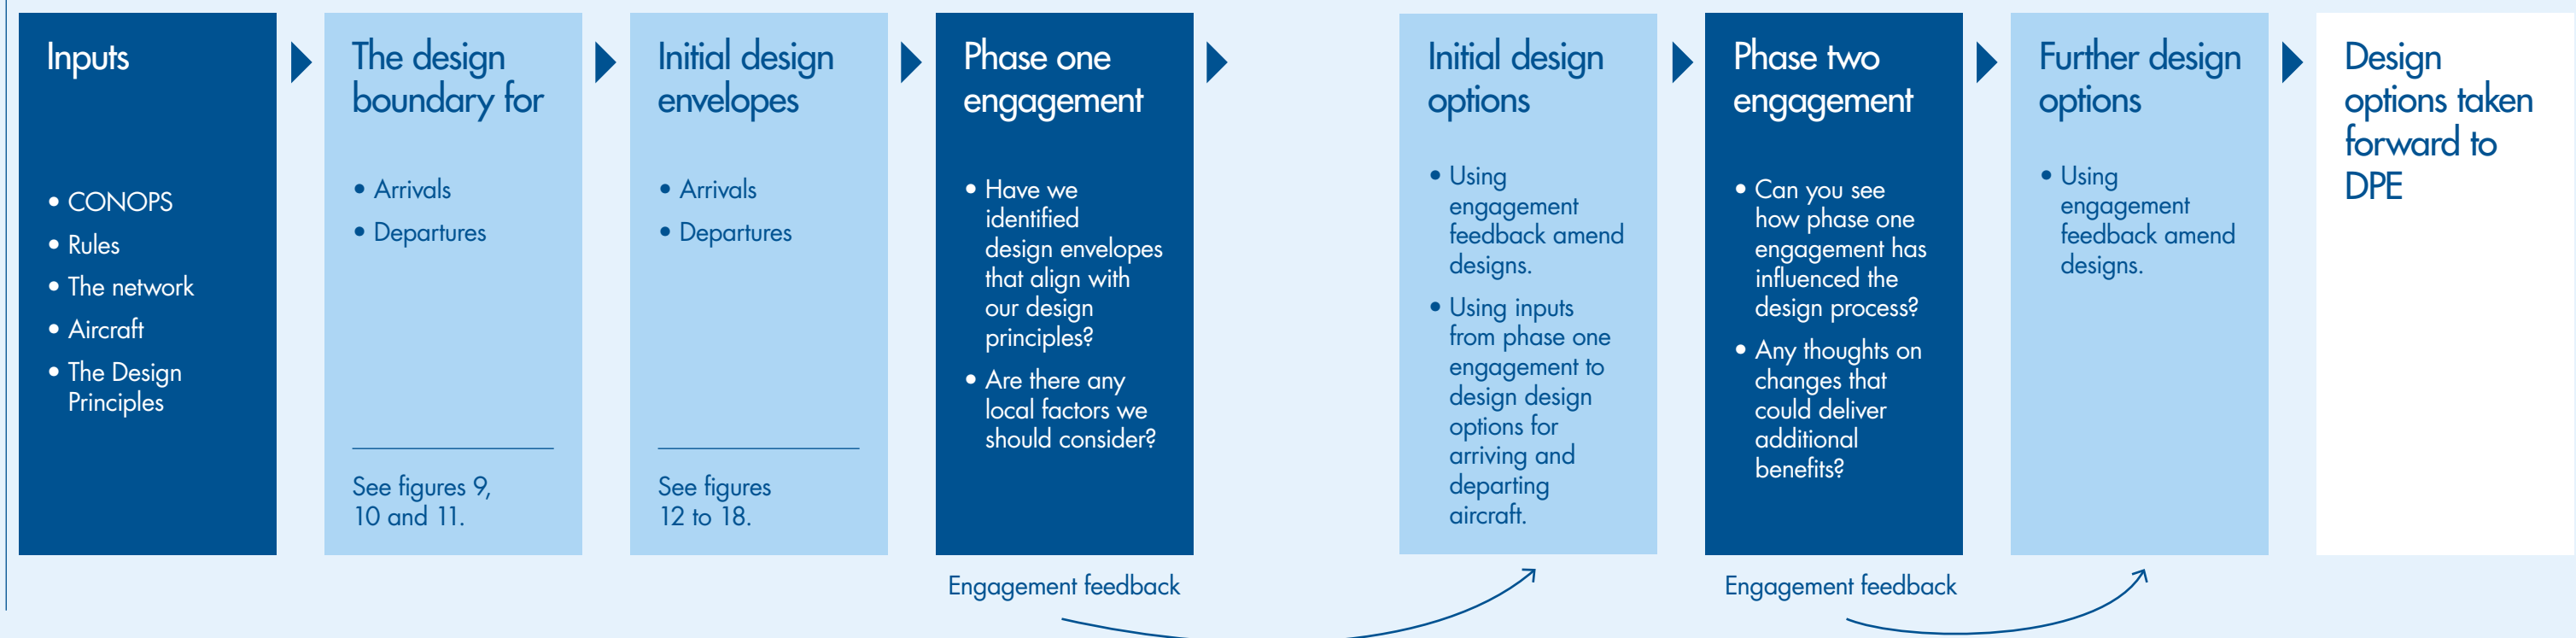 Inputs
• CONOPS
• Rules
• The network
• Aircraft
• The Design
Principles
The design
boundary for
• Arrivals
• Departures
See figures 9,
10 and 11.
Initial design
envelopes
• Arrivals
• Departures
See figures
12 to 18.
Phase one
engagement
• Have we
identified
design envelopes
that align with
our design
principles?
• Are there any
local factors we
should consider?
Engagement feedback
Initial design
options
• Using
engagement
feedback amend
designs.
• Using inputs
from phase one
engagement to
design design
options for
arriving and
departing
aircraft.
Phase two
engagement
• Can you see
how phase one
engagement has
influenced the
design process?
• Any thoughts on
changes that
could deliver
additional
benefits?
Engagement feedback
Further design
options
• Using
engagement
feedback amend
designs.
Design
options taken
forward to
DPE